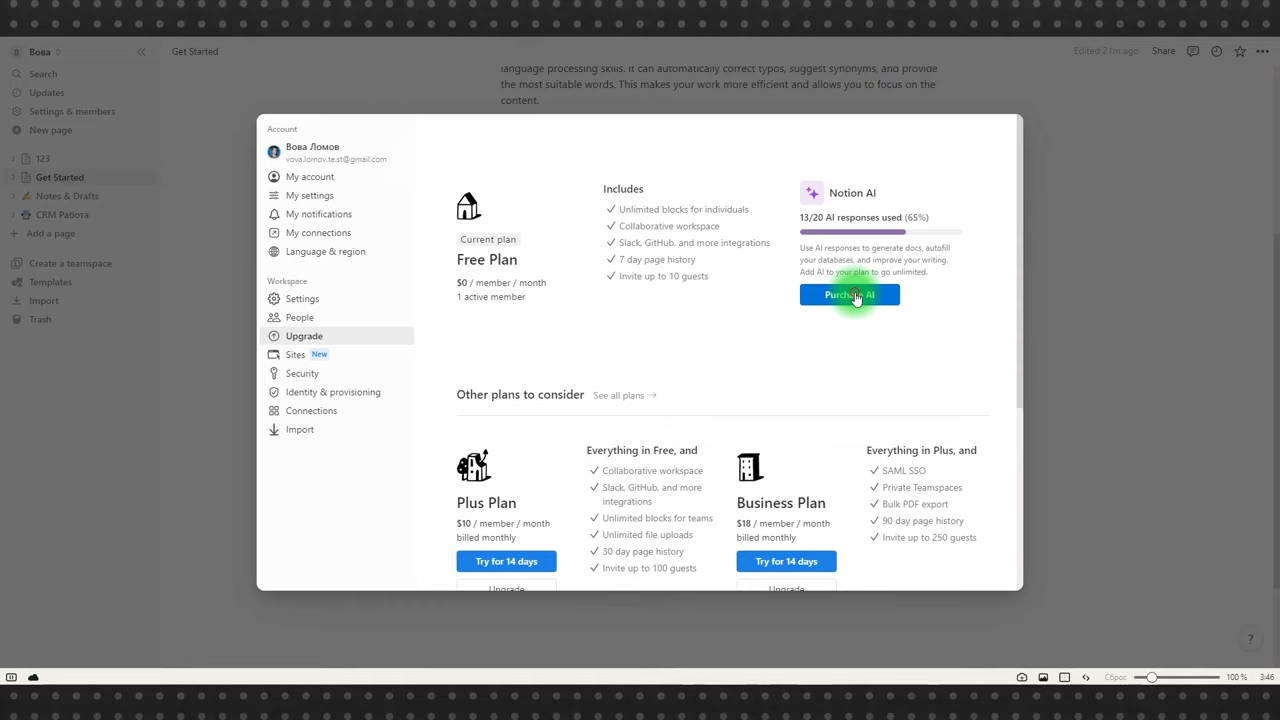 B Вова
Get Started
Edited 21m ago
Share
Search
Updates
Settings & members
New page
123
Get Started
Notes & Drafts
CRM Работа
Add a page
Create a teamspace
Templates
Import
Trash
language processing skills. It can automatically correct typos, suggest synonyms, and provide
the most suitable words. This makes your work more efficient and allows you to focus on the
content.
Account
Вова Ломов
vova.lomov.te.st@gmail.com
My account
My settings
My notifications
My connections
Language & region
Workspace
Settings
People
Upgrade
Sites New
Security
Identity & provisioning
Connections
Import
Current plan
Free Plan
$0 / member / month
1 active member
Includes
Unlimited blocks for individuals
Collaborative workspace
Slack, GitHub, and more integrations
7 day page history
Invite up to 10 guests
Notion AI
13/20 AI responses used (65%)
Use AI responses to generate docs, autofill
your databases, and improve your writing.
Add AI to your plan to go unlimited.
Purchase AI
Other plans to consider
See all plans →
Plus Plan
$10 / member / month
billed monthly
Try for 14 days
Upgrade
Everything in Free, and
Collaborative workspace
Slack, GitHub, and more
integrations
Unlimited blocks for teams
Unlimited file uploads
30 day page history
Invite up to 100 guests
Business Plan
$18 / member / month
billed monthly
Try for 14 days
Upgrade
Everything in Plus, and
SAML SSO
Private Teamspaces
Bulk PDF export
90 day page history
Invite up to 250 guests
?
Сброс
100 %
3:46